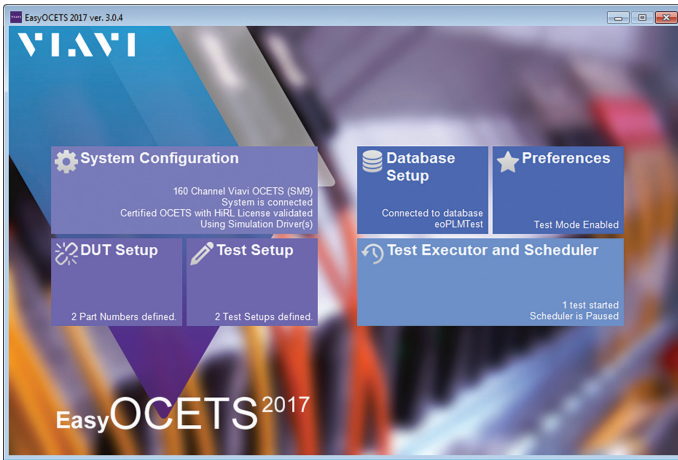 EasyOCETS 2017 ver. 3.0.4
VIAVI
System Configuration
160 Channel Viavi OCETS (SM9)
System is connected
Certified OCETS with HiRL License validated
Using Simulation Driver(s)
Database
Setup
Connected to database
eoPLMTest
Preferences
Test Mode Enabled
DUT Setup
2 Part Numbers defined.
Test Setup
2 Test Setups defined.
Test Executor and Scheduler
1 test started
Scheduler is Paused
EasyOCETS2017